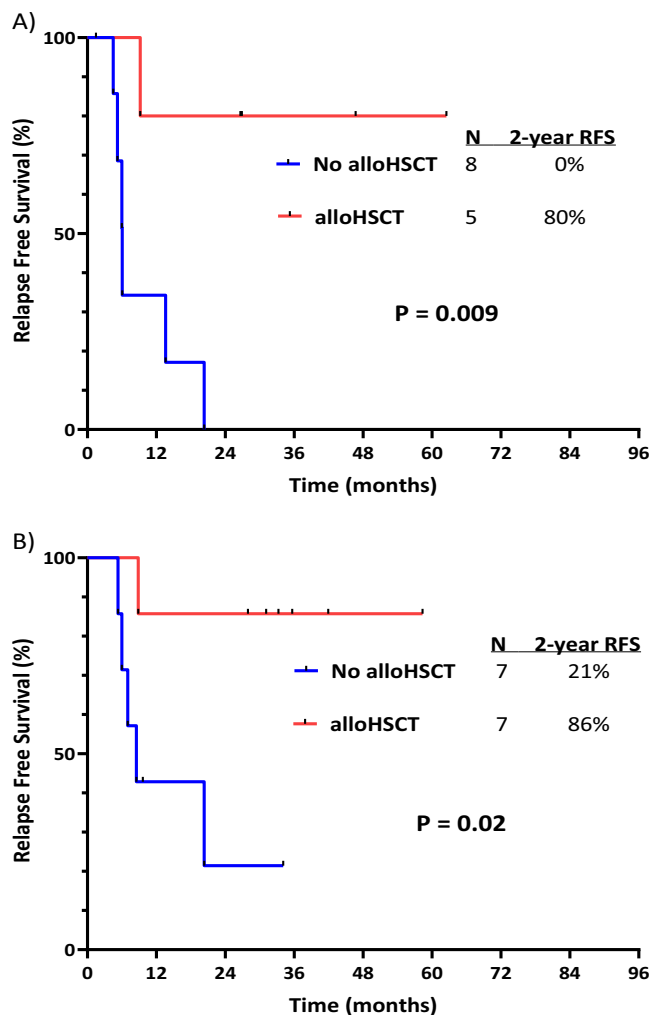 A)
100
50
0
Relapse Free Survival (%)
N 2-year RFS
No alloHSCT 8 0%
alloHSCT 5 80%
P = 0.009
0 12 24 36 48 60 72 84 96
Time (months)
B)
100
50
0
Relapse Free Survival (%)
N 2-year RFS
No alloHSCT 7 21%
alloHSCT 7 86%
P = 0.02
0 12 24 36 48 60 72 84 96
Time (months)